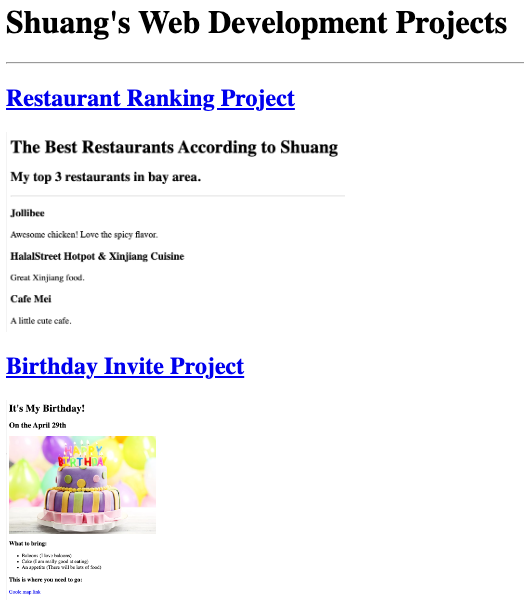 Shuang's Web Development Projects
Restaurant Ranking Project
The Best Restaurants According to Shuang
My top 3 restaurants in bay area.
Jollibee
Awesome chicken! Love the spicy flavor.
HalalStreet Hotpot & Xinjiang Cuisine
Great Xinjiang food.
Cafe Mei
A little cute cafe.
Birthday Invite Project
It's My Birthday!
On the April 29th
HAPPY
BIRTHDAY
What to bring:
(I love
Cake (I am really good at eating)
An appetite (There will be lots of food)
This is where you need to go:
map link